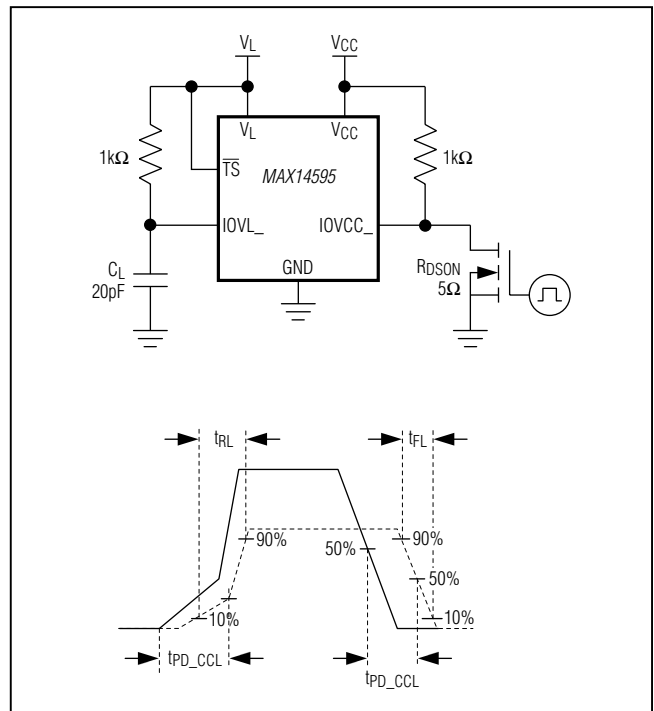 VL VCC
VL VCC
1kΩ 1kΩ
TS
MAX14595
IOVL_ IOVCC_
GND
CL
20pF
RDSON
5Ω
tRL tFL
90% 50% 90%
50%
10% 10%
tPD_CCL tPD_CCL